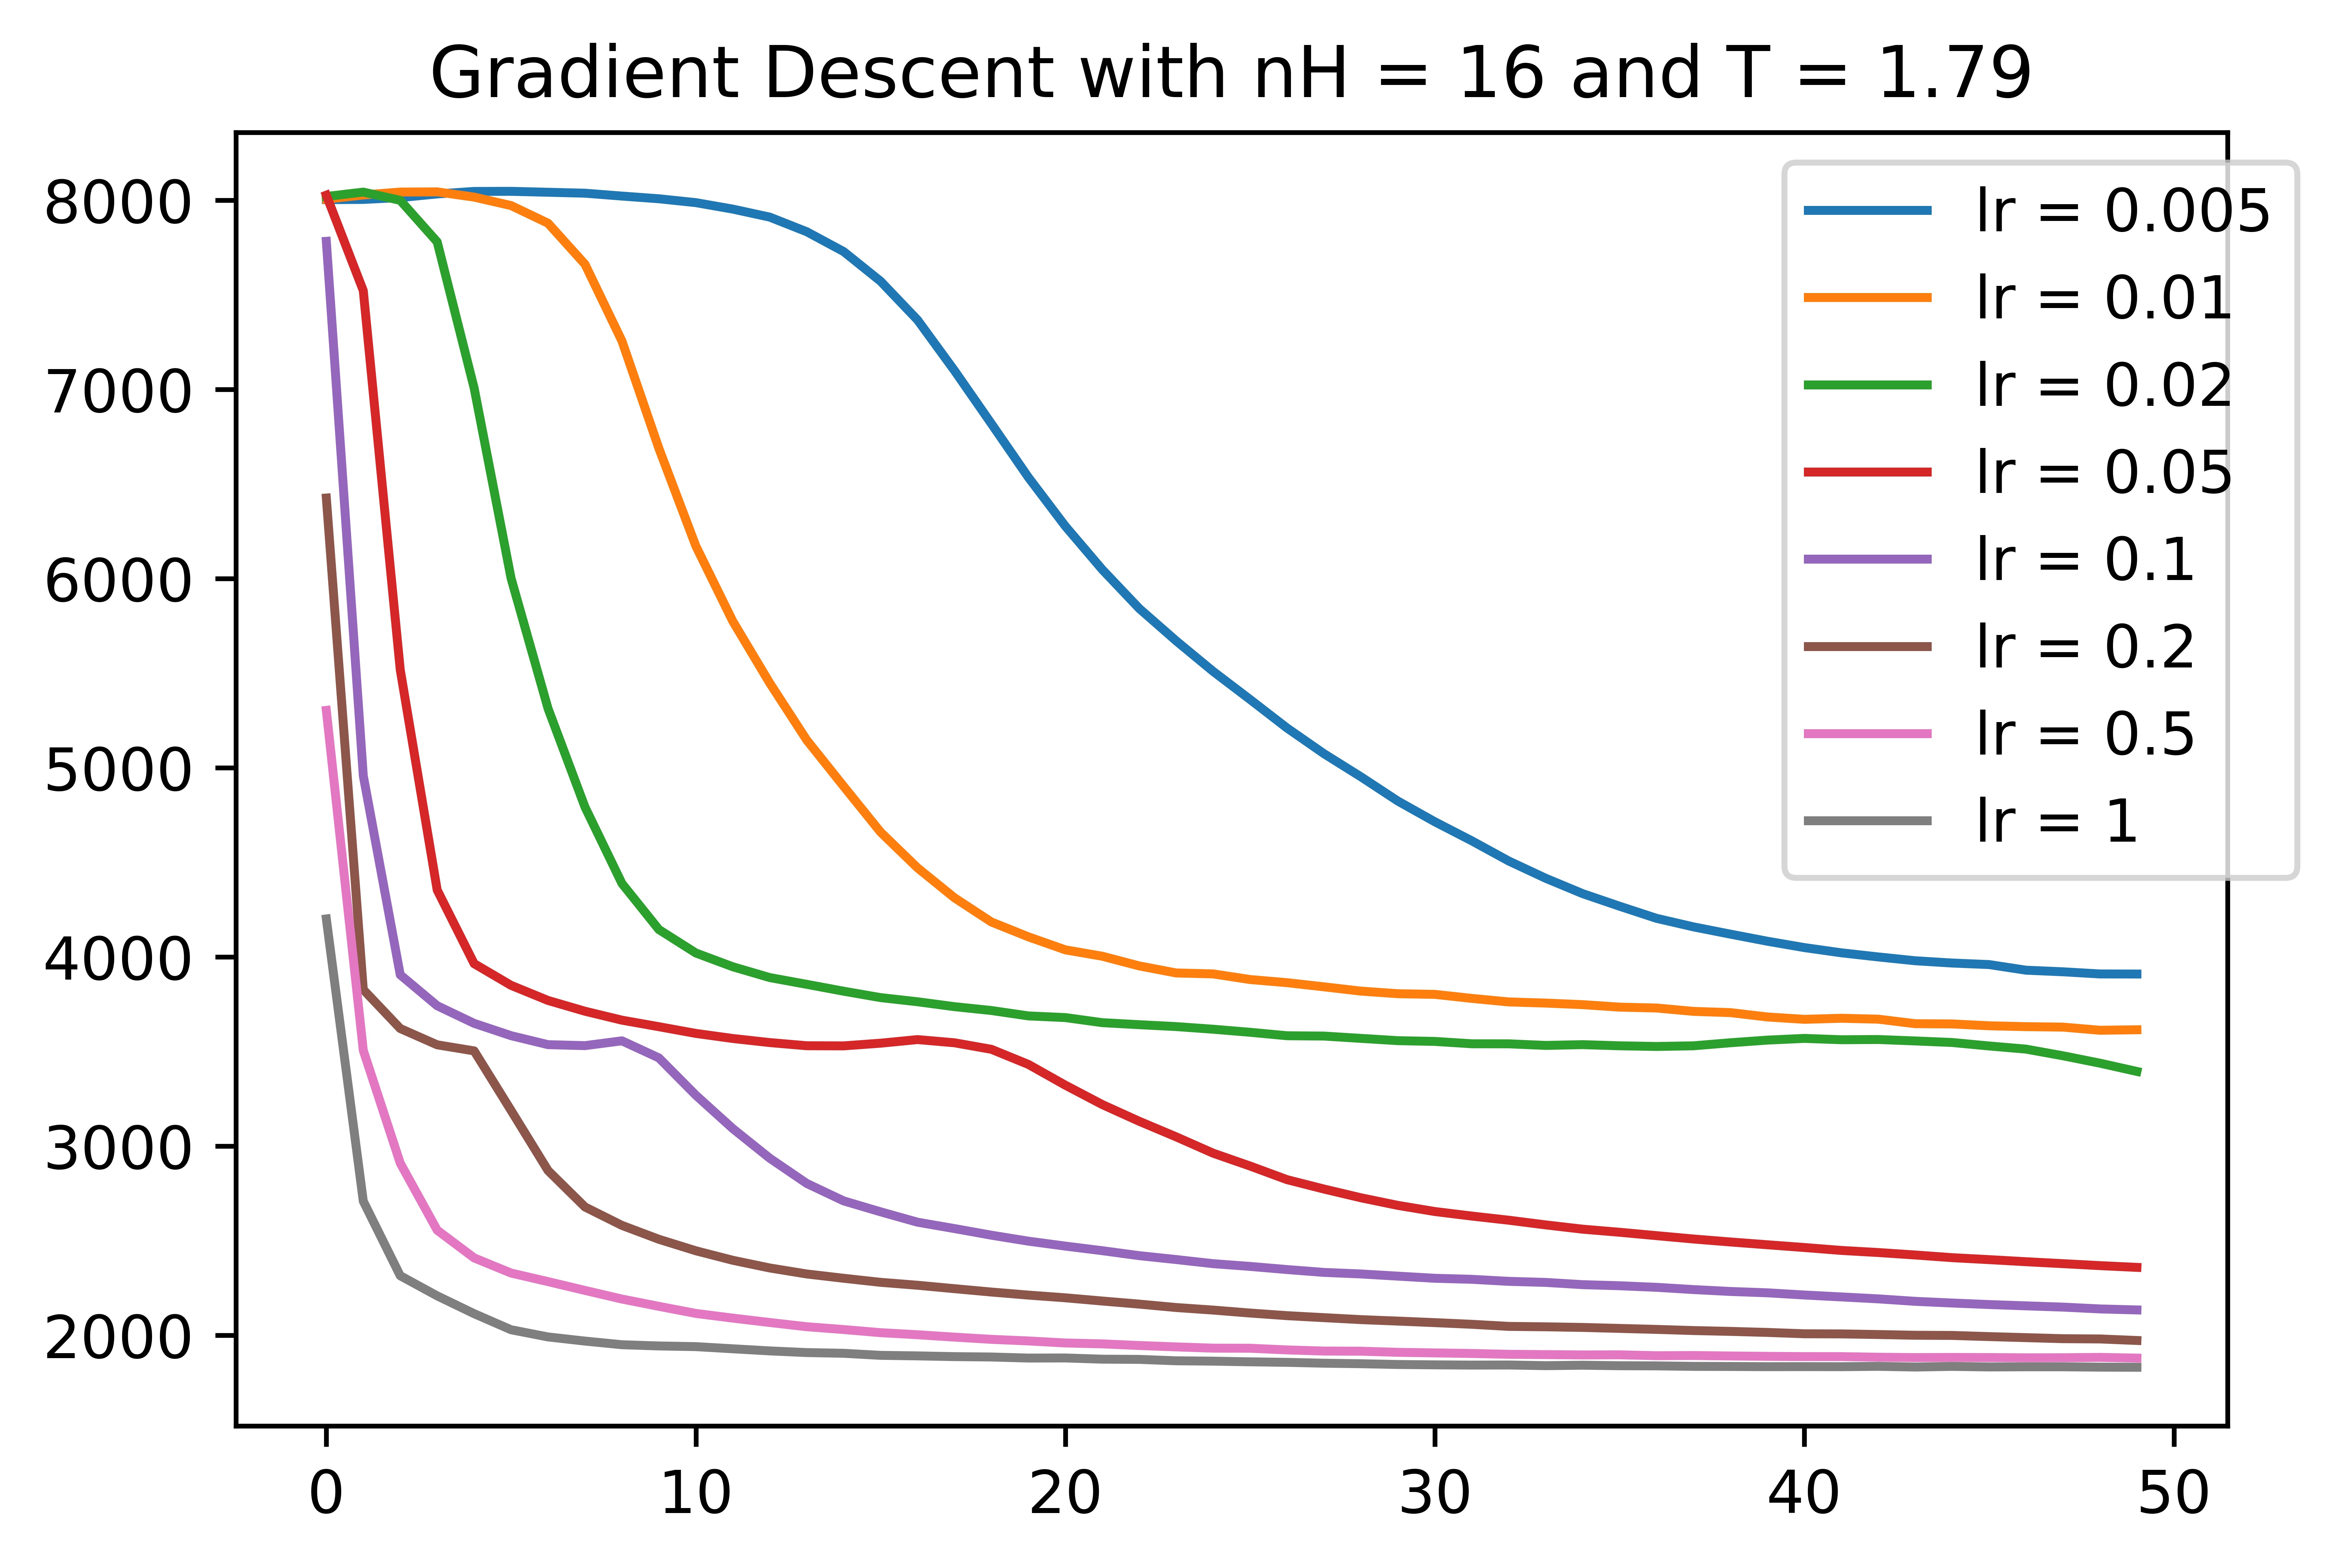 Gradient Descent with nH = 16 and T = 1.79
8000
7000
6000
5000
4000
3000
2000
lr = 0.005
lr = 0.01
lr = 0.02
lr = 0.05
lr = 0.1
lr = 0.2
lr = 0.5
lr = 1
0 10 20 30 40 50